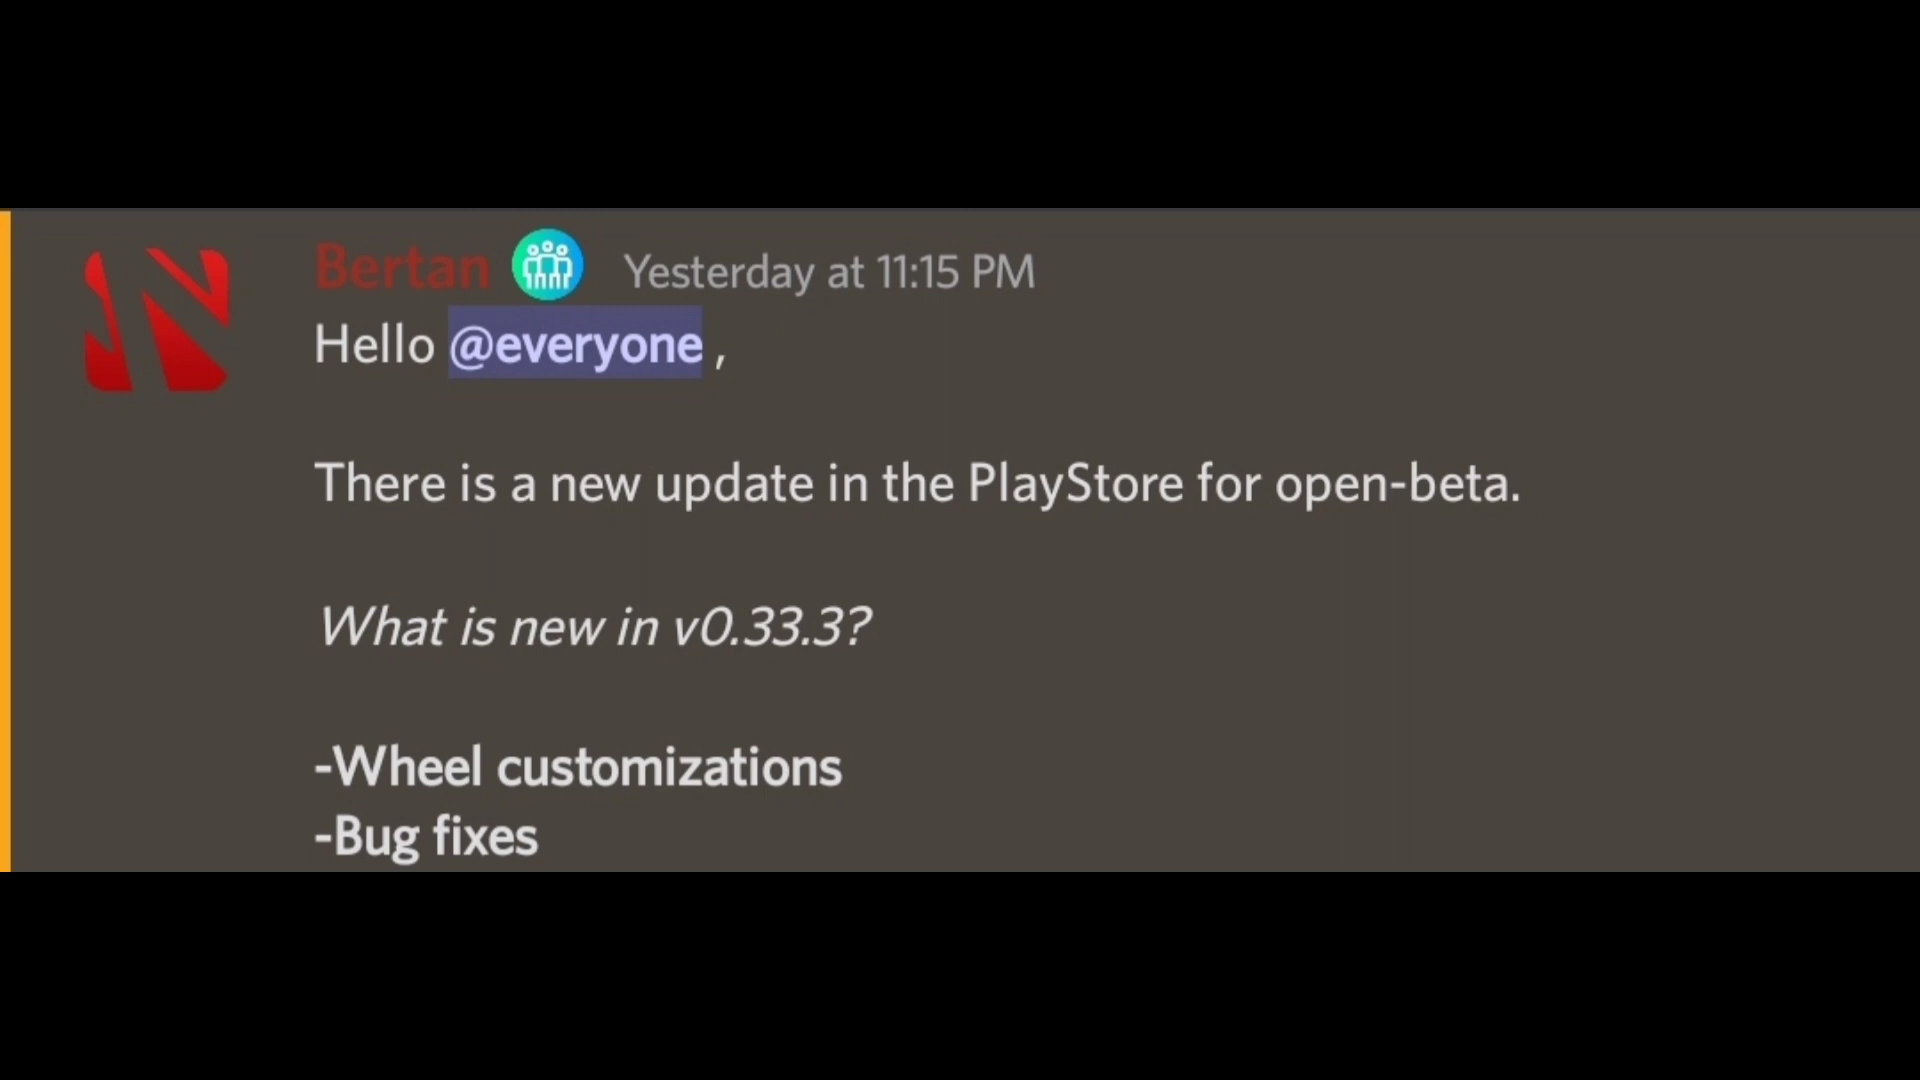 Bertan Yesterday at 11:15 PM
Hello @everyone ,
There is a new update in the PlayStore for open-beta.
What is new in v0.33.3?
-Wheel customizations
-Bug fixes